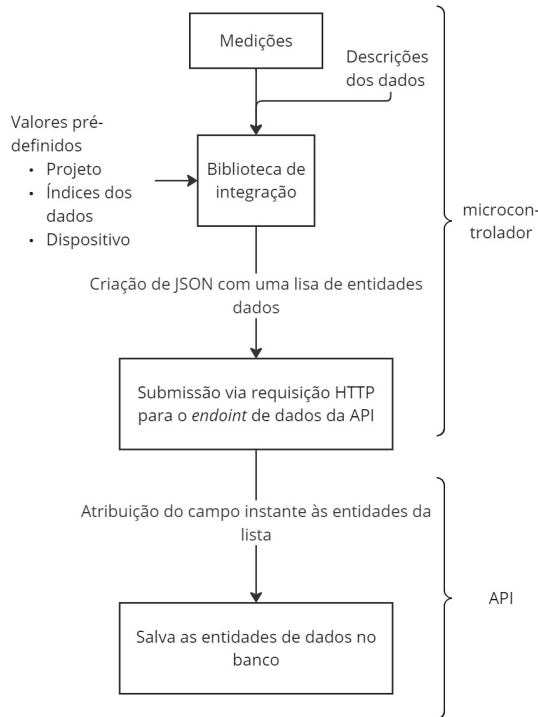 Medições
Descrições
dos dados
Valores pré-
definidos
• Projeto
• Índices dos
dados
• Dispositivo
Biblioteca de
integração
microcon-
trolador
Criação de JSON com uma lisa de entidades
dados
Submissão via requisição HTTP
para o endoint de dados da API
Atribuição do campo instante às entidades da
lista
API
Salva as entidades de dados no
banco